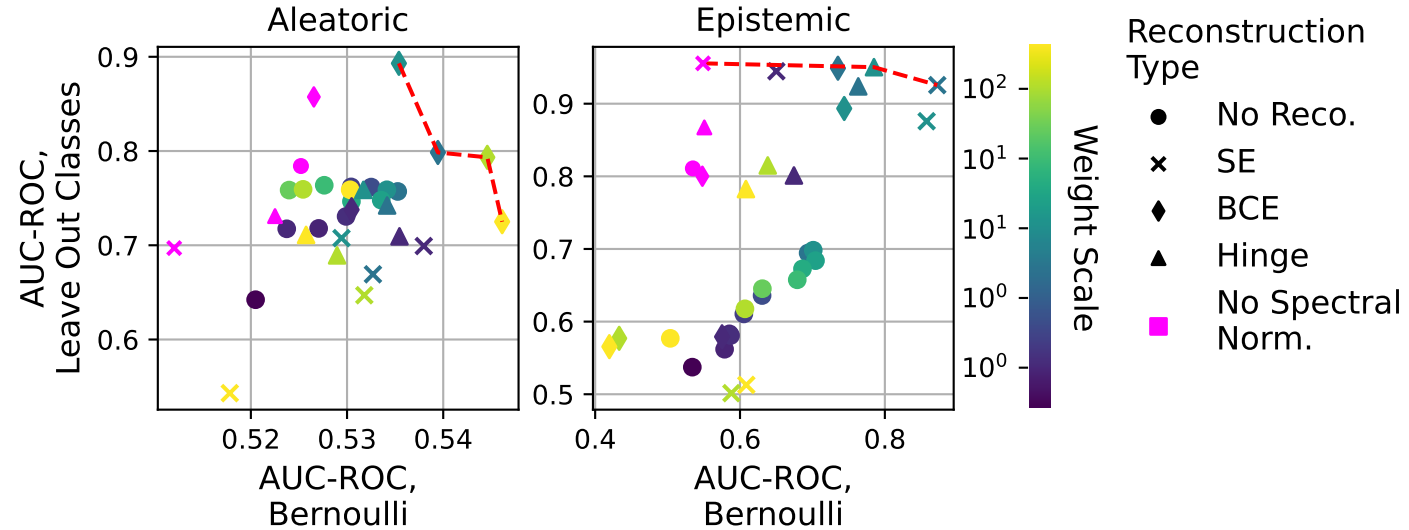 Aleatoric
AUC-ROC,
Leave Out Classes
0.9
0.8
0.7
0.6
0.52
0.53
0.54
AUC-ROC,
Bernoulli
Epistemic
0.9
0.8
0.7
0.6
0.5
0.4
0.6
0.8
AUC-ROC,
Bernoulli
10²
10¹
10¹
10⁰
10⁰
Weight Scale
Reconstruction
Type
No Reco.
SE
BCE
Hinge
No Spectral
Norm.